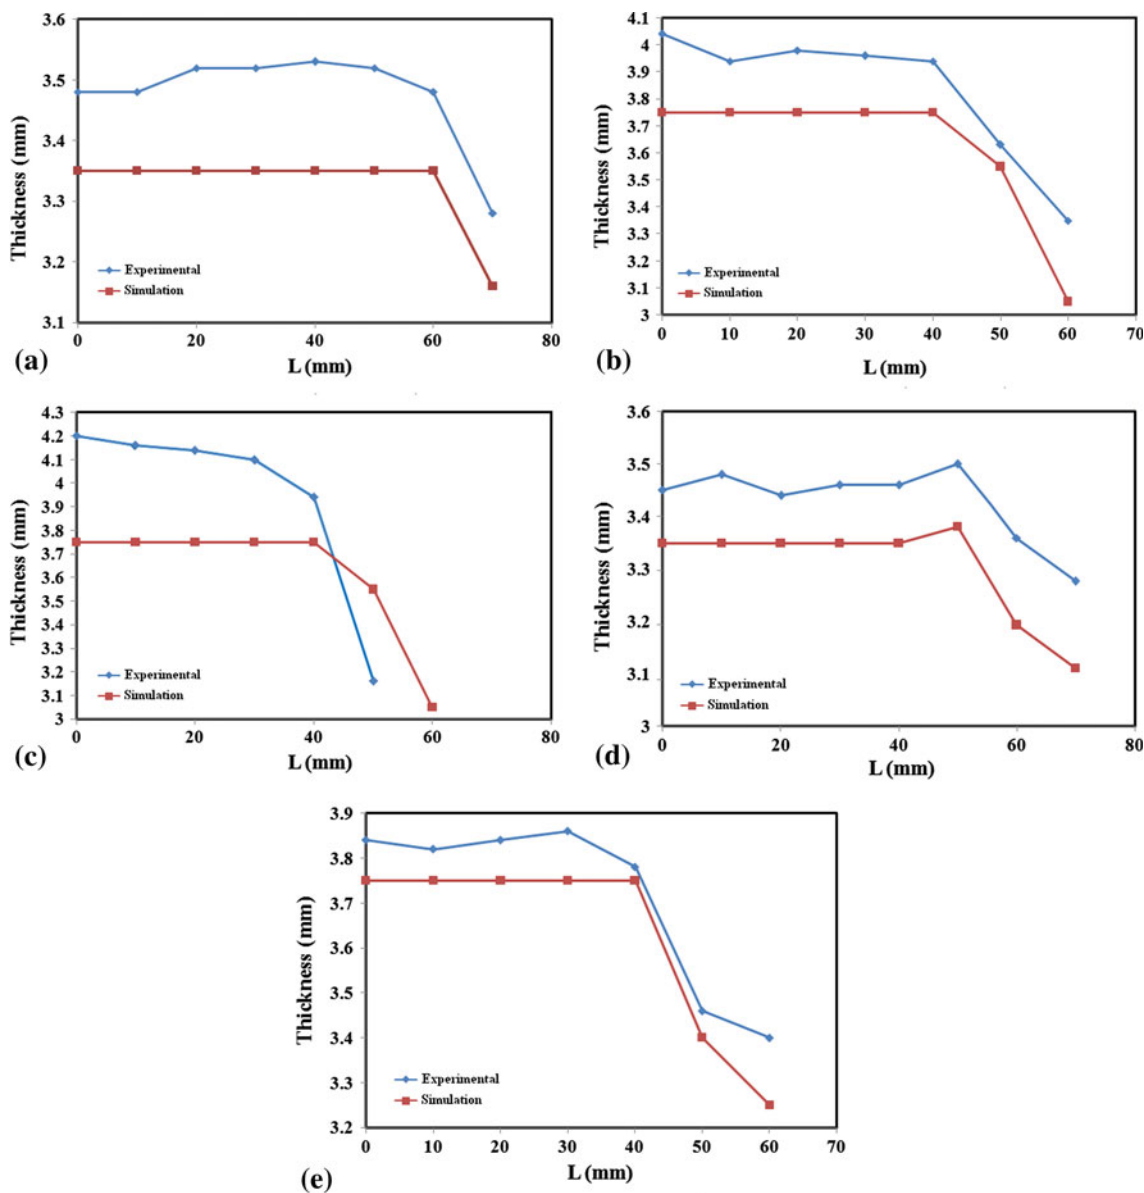 3.6
3.5
3.4
3.3
3.2
3.1
Thickness (mm)
Experimental
Simulation
0 20 40 60 80
L (mm)
(a)
4.1
4
3.9
3.8
3.7
3.6
3.5
3.4
3.3
3.2
3.1
3
Thickness (mm)
Experimental
Simulation
0 10 20 30 40 50 60 70
L (mm)
(b)
4.3
4.2
4.1
4
3.9
3.8
3.7
3.6
3.5
3.4
3.3
3.2
3.1
3
Thickness (mm)
Experimental
Simulation
0 20 40 60 80
L (mm)
(c)
3.6
3.5
3.4
3.3
3.2
3.1
3
Thickness (mm)
Experimental
Simulation
0 20 40 60 80
L (mm)
(d)
3.9
3.8
3.7
3.6
3.5
3.4
3.3
3.2
Thickness (mm)
Experimental
Simulation
0 10 20 30 40 50 60 70
L (mm)
(e)